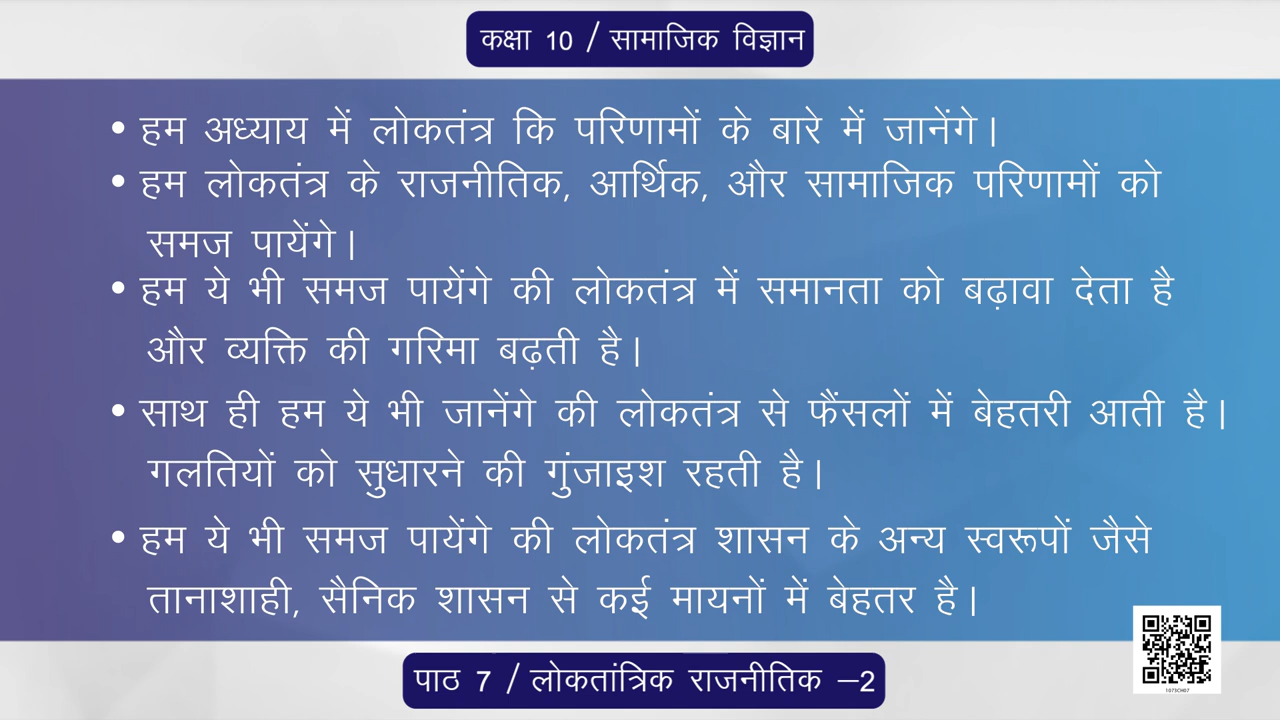 कक्षा 10 / सामाजिक विज्ञान
• हम अध्याय में लोकतंत्र कि परिणामों के बारे में जानेंगे।
• हम लोकतंत्र के राजनीतिक, आर्थिक, और सामाजिक परिणामों को
समज पायेंगे।
• हम ये भी समज पायेंगे की लोकतंत्र में समानता को बढ़ावा देता है
और व्यक्ति की गरिमा बढ़ती है।
• साथ ही हम ये भी जानेंगे की लोकतंत्र से फैंसलों में बेहतरी आती है।
गलतियों को सुधारने की गुंजाइश रहती है।
• हम ये भी समज पायेंगे की लोकतंत्र शासन के अन्य स्वरूपों जैसे
तानाशाही, सैनिक शासन से कई मायनों में बेहतर है।
1073CH07
पाठ 7 / लोकतांत्रिक राजनीतिक –2